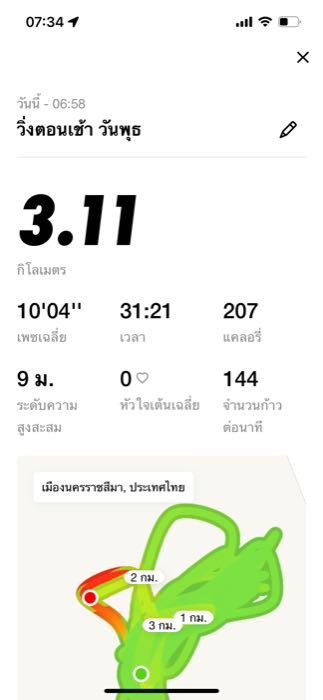 07:34
วันนี้ - 06:58
วิ่งตอนเช้า วันพุธ
3.11
กิโลเมตร
10'04'' 31:21 207
เพซเฉลี่ย เวลา แคลอรี่
9 ม. 0 144
ระดับความ หัวใจเต้นเฉลี่ย จำนวนก้าว
สูงสะสม ต่อนาที
เมืองนครราชสีมา, ประเทศไทย
2 กม.
1 กม.
3 กม.